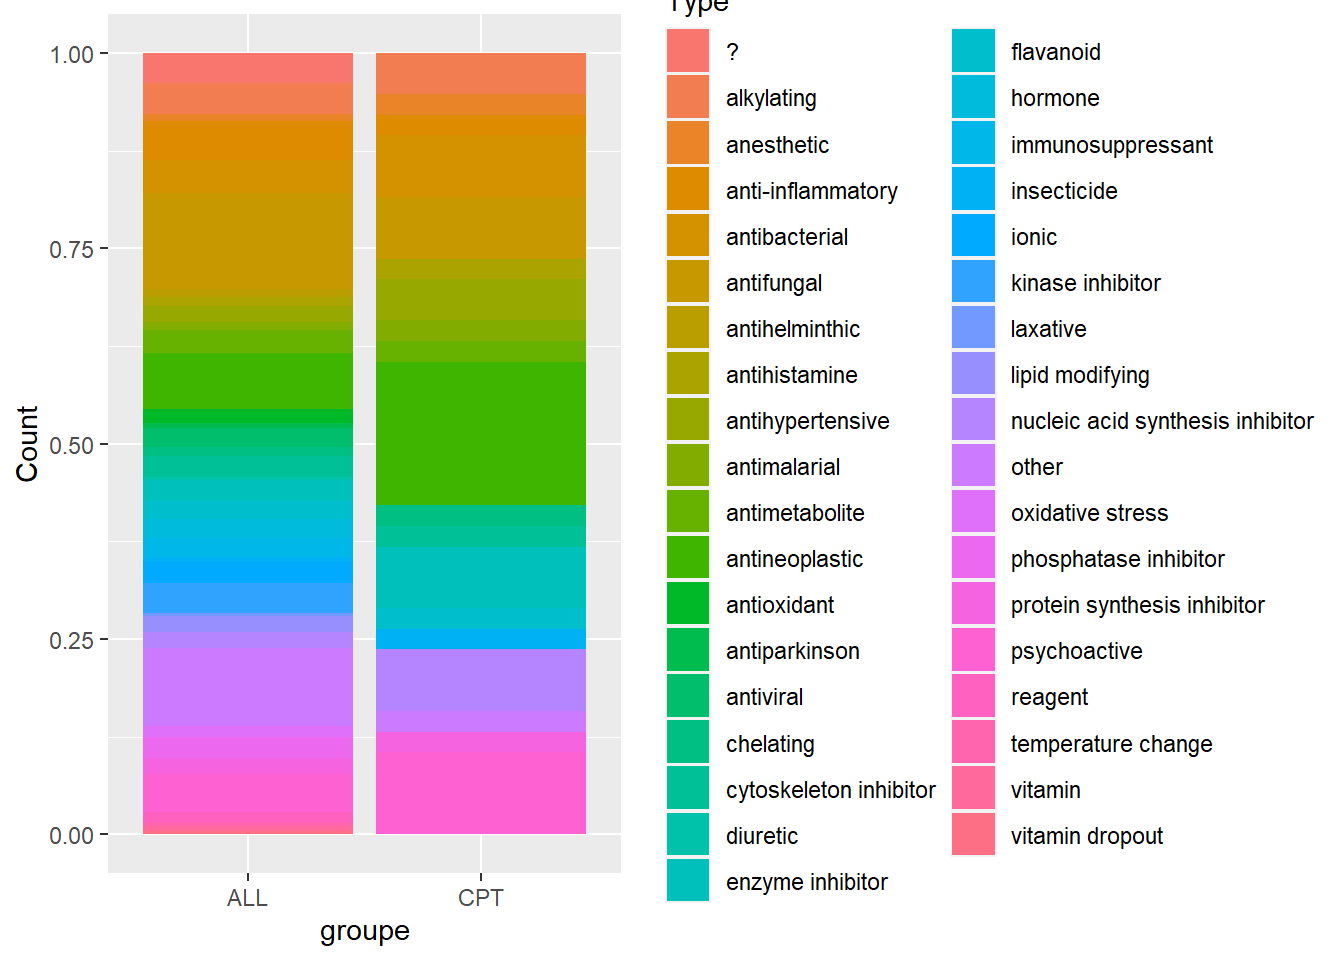 Type
1.00
0.75
0.50
0.25
0.00
Count
ALL
CPT
groupe
?
alkylating
anesthetic
anti-inflammatory
antibacterial
antifungal
antihelminthic
antihistamine
antihypertensive
antimalarial
antimetabolite
antineoplastic
antioxidant
antiparkinson
antiviral
chelating
cytoskeleton inhibitor
diuretic
enzyme inhibitor
flavanoid
hormone
immunosuppressant
insecticide
ionic
kinase inhibitor
laxative
lipid modifying
nucleic acid synthesis inhibitor
other
oxidative stress
phosphatase inhibitor
protein synthesis inhibitor
psychoactive
reagent
temperature change
vitamin
vitamin dropout